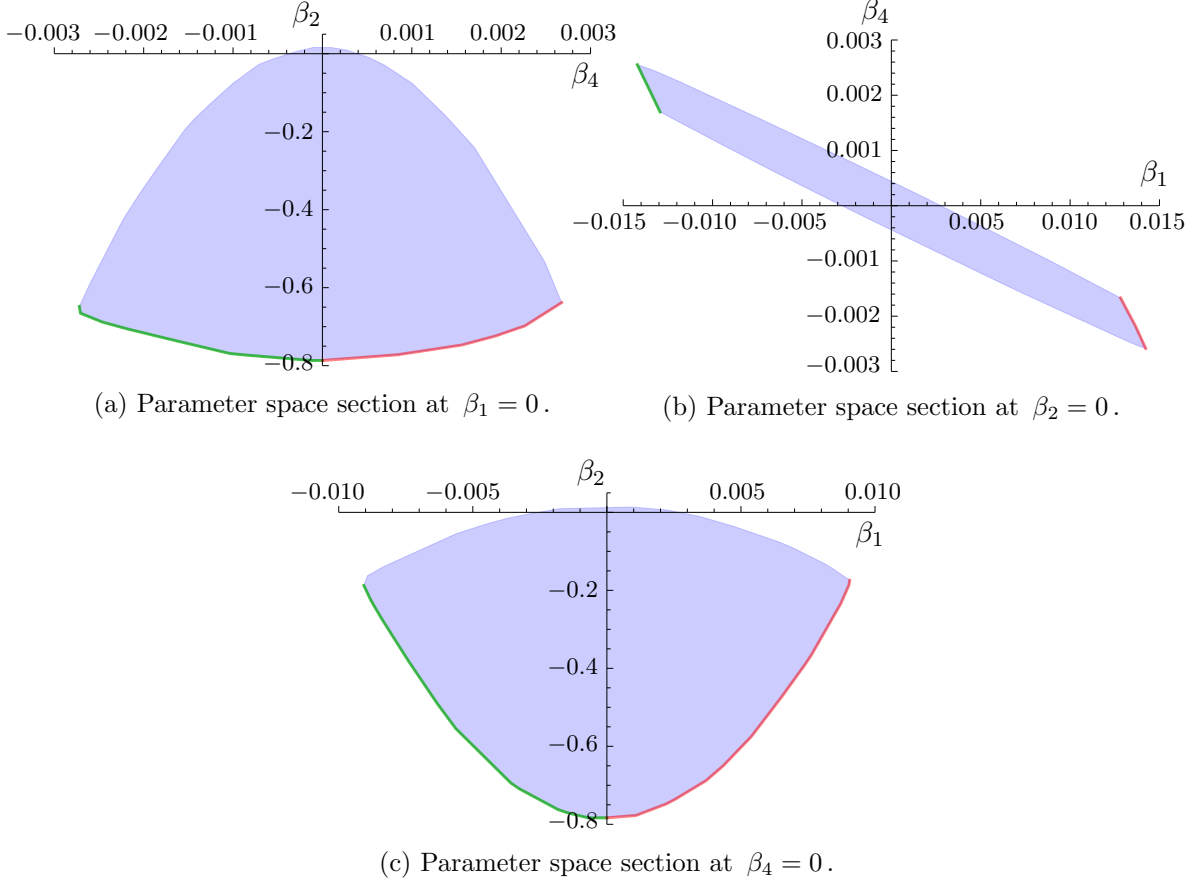 β2
−0.003 −0.002 −0.001 0.001 0.002 0.003
β4
−0.2
−0.4
−0.6
−0.8
(a) Parameter space section at β1 = 0.
β4
0.003
0.002
0.001
β1
−0.015 −0.010 −0.005 0.005 0.010 0.015
−0.001
−0.002
−0.003
(b) Parameter space section at β2 = 0.
β2
−0.010 −0.005 0.005 0.010
β1
−0.2
−0.4
−0.6
−0.8
(c) Parameter space section at β4 = 0.